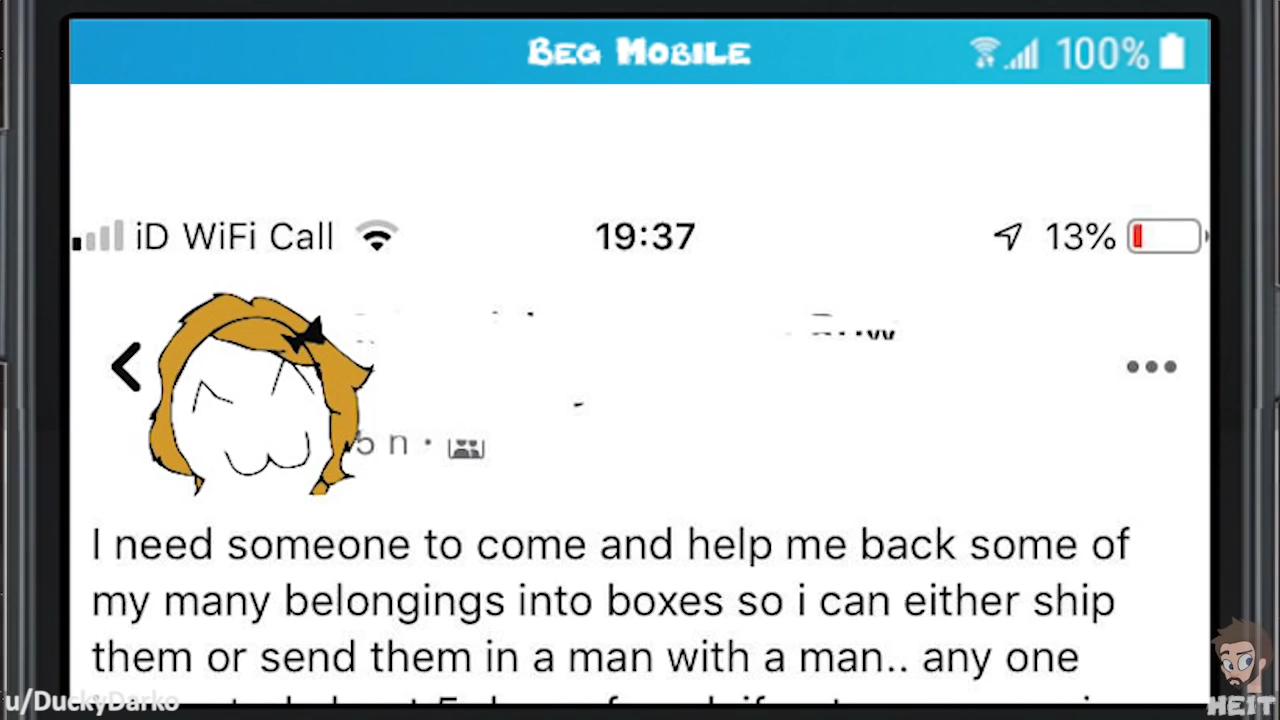 BEG MOBILE
100%
iD WiFi Call 19:37 13%
I need someone to come and help me back some of
my many belongings into boxes so i can either ship
them or send them in a man with a man.. any one
u/DuckyDarko
HEIT